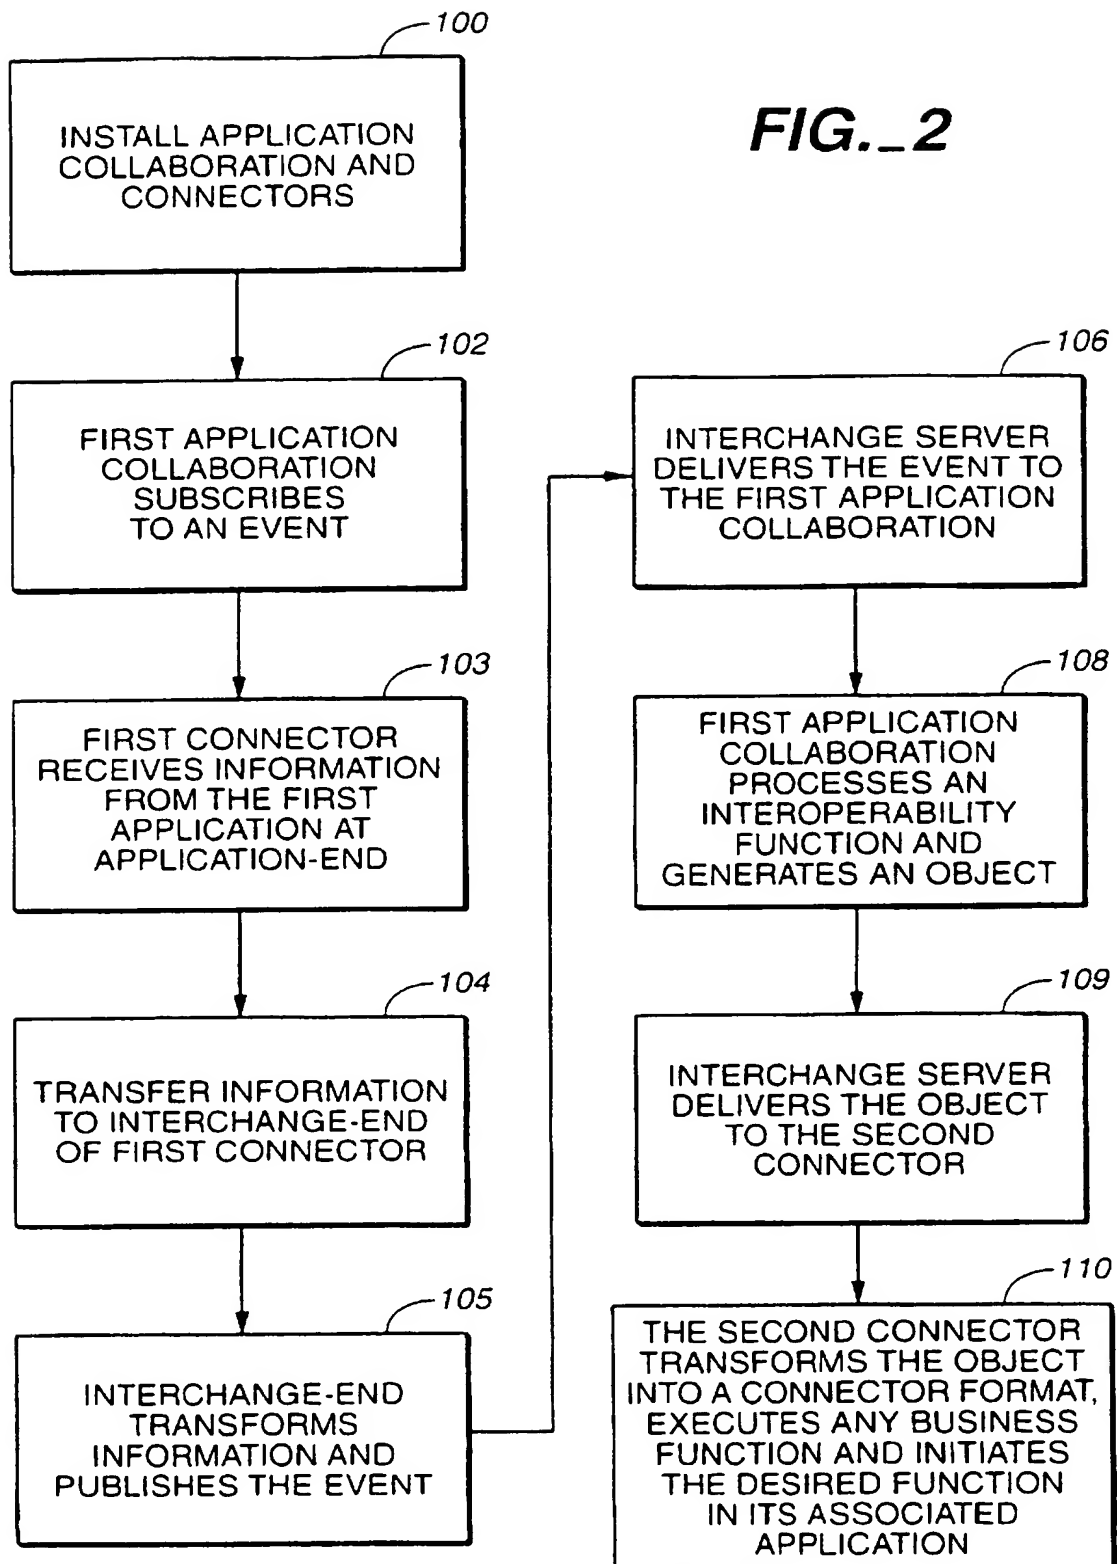 100
INSTALL APPLICATION
COLLABORATION AND
CONNECTORS
FIG._2
102
FIRST APPLICATION
COLLABORATION
SUBSCRIBES
TO AN EVENT
103
FIRST CONNECTOR
RECEIVES INFORMATION
FROM THE FIRST
APPLICATION AT
APPLICATION-END
104
TRANSFER INFORMATION
TO INTERCHANGE-END
OF FIRST CONNECTOR
105
INTERCHANGE-END
TRANSFORMS
INFORMATION AND
PUBLISHES THE EVENT
106
INTERCHANGE SERVER
DELIVERS THE EVENT TO
THE FIRST APPLICATION
COLLABORATION
108
FIRST APPLICATION
COLLABORATION
PROCESSES AN
INTEROPERABILITY
FUNCTION AND
GENERATES AN OBJECT
109
INTERCHANGE SERVER
DELIVERS THE OBJECT
TO THE SECOND
CONNECTOR
110
THE SECOND CONNECTOR
TRANSFORMS THE OBJECT
INTO A CONNECTOR FORMAT,
EXECUTES ANY BUSINESS
FUNCTION AND INITIATES
THE DESIRED FUNCTION
IN ITS ASSOCIATED
APPLICATION